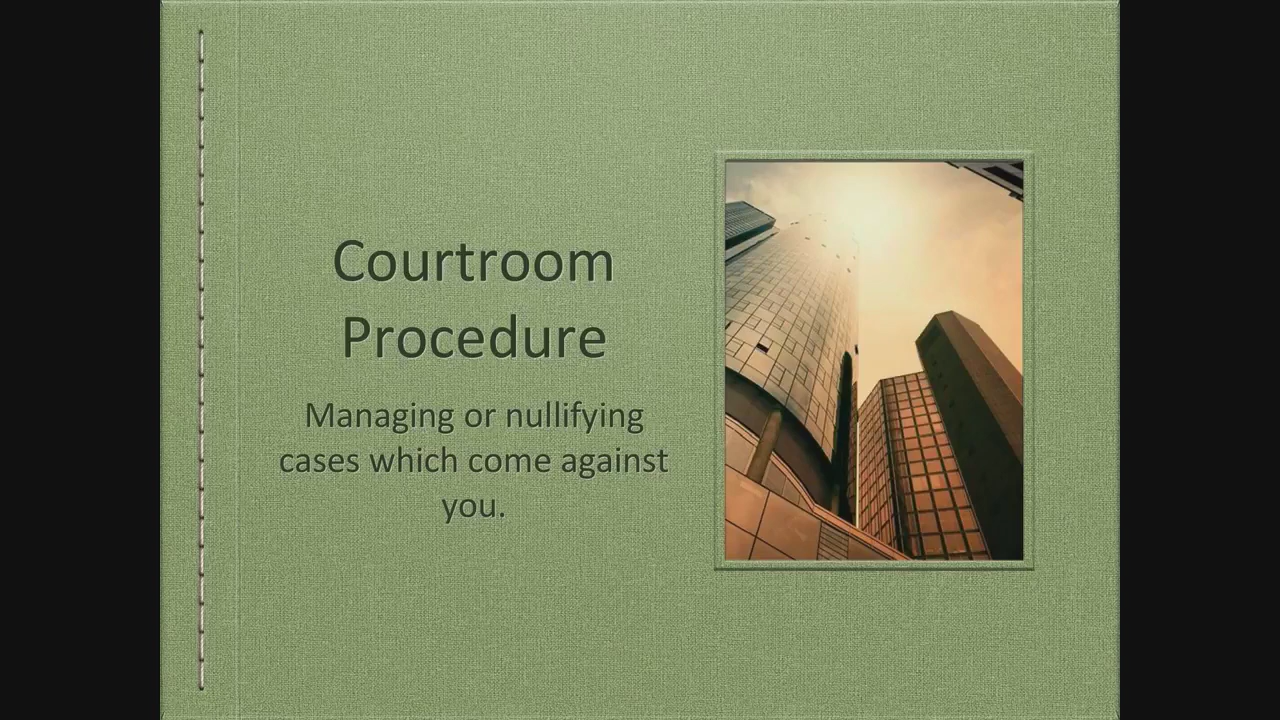 Courtroom
Procedure
Managing or nullifying
cases which come against
you.